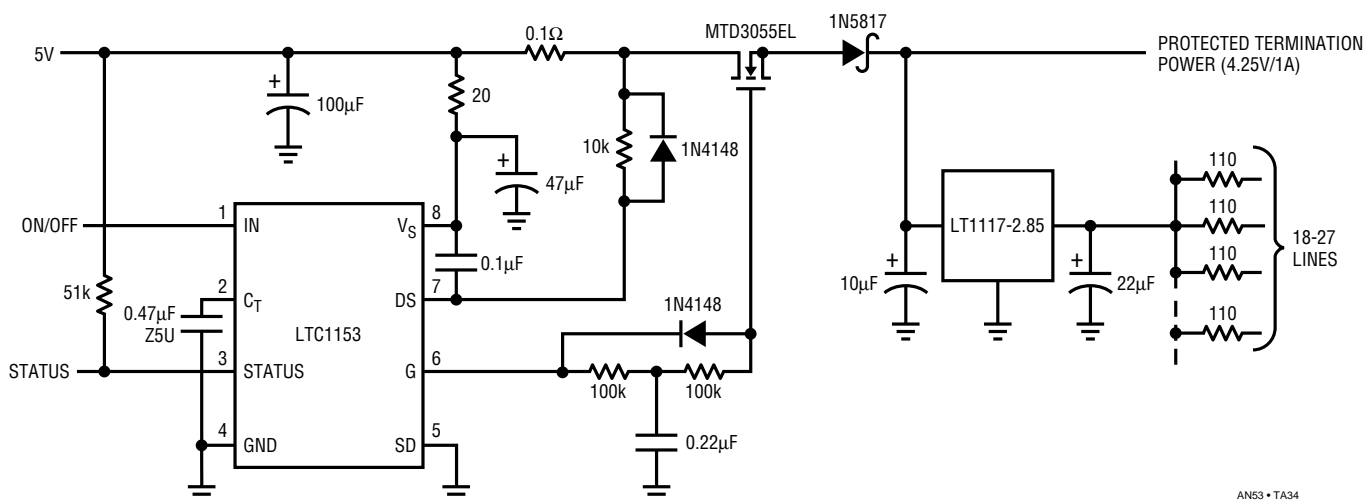 5V
0.1Ω
MTD3055EL
1N5817
PROTECTED TERMINATION
POWER (4.25V/1A)
+
100µF
20
10k
1N4148
+
47µF
ON/OFF
1
IN
VS
8
0.1µF
LT1117-2.85
110
110
110
110
18-27
LINES
+
10µF
+
22µF
51k
2
CT
DS
7
0.47µF
Z5U
LTC1153
1N4148
STATUS
3
STATUS
G
6
100k
100k
4
GND
SD
5
0.22µF
AN53 • TA34